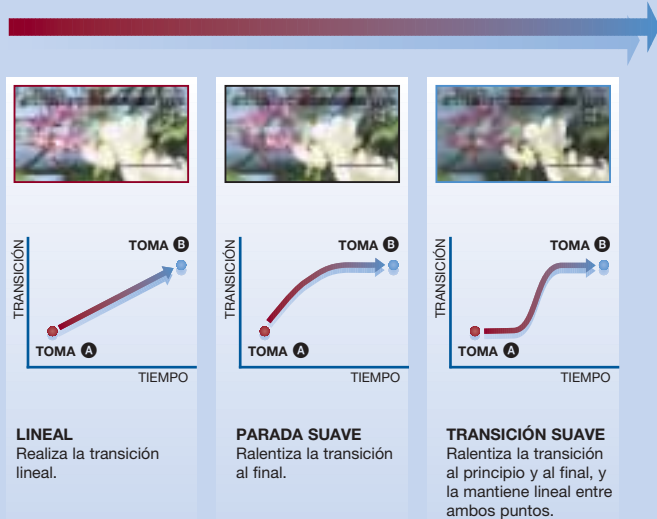 TRANSICIÓN
TOMA B
TOMA A
TIEMPO
LINEAL
Realiza la transición
lineal.
TRANSICIÓN
TOMA B
TOMA A
TIEMPO
PARADA SUAVE
Ralentiza la transición
al final.
TRANSICIÓN
TOMA B
TOMA A
TIEMPO
TRANSICIÓN SUAVE
Ralentiza la transición
al principio y al final, y
la mantiene lineal entre
ambos puntos.